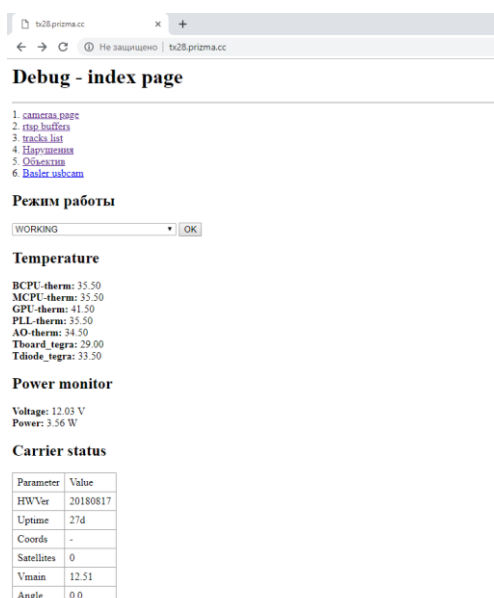 tx28.prizma.cc
Не защищено | tx28.prizma.cc
Debug - index page
1. cameras page
2. rtsp buffers
3. tracks list
4. Нарушения
5. Объектив
6. Basler usbcam
Режим работы
WORKING OK
Temperature
BCPU-therm: 35.50
MCPU-therm: 35.50
GPU-therm: 41.50
PLL-therm: 35.50
AO-therm: 34.50
Tboard_tegra: 29.00
Tdiode_tegra: 33.50
Power monitor
Voltage: 12.03 V
Power: 3.56 W
Carrier status
Parameter Value
HWVer 20180817
Uptime 27d
Coords -
Satellites 0
Vmain 12.51
Angle 0.0